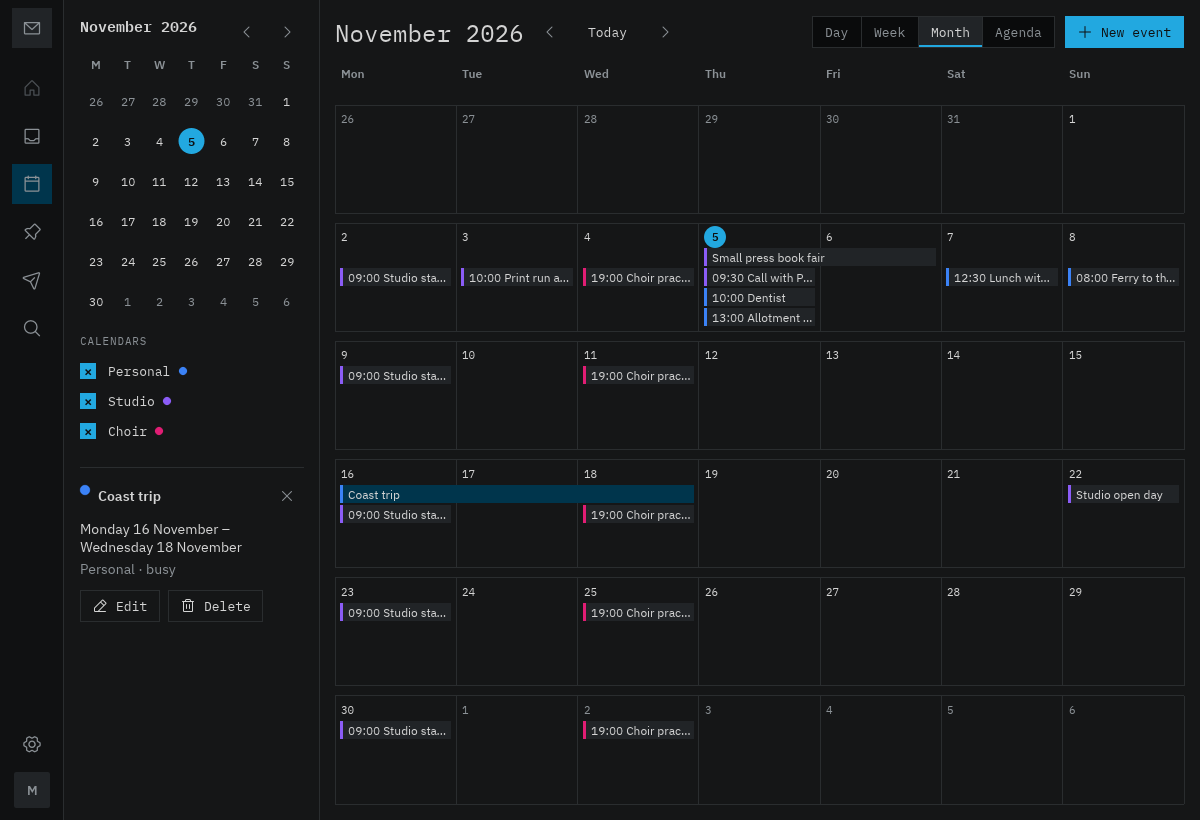 November 2026
M T W T F S S
26 27 28 29 30 31 1
2 3 4 5 6 7 8
9 10 11 12 13 14 15
16 17 18 19 20 21 22
23 24 25 26 27 28 29
30 1 2 3 4 5 6
CALENDARS
Personal
Studio
Choir
Coast trip
Monday 16 November –
Wednesday 18 November
Personal · busy
Edit Delete
M
November 2026 Today Day Week Month Agenda New event
Mon Tue Wed Thu Fri Sat Sun
26 27 28 29 30 31 1
2 3 4 5 6 7 8
Small press book fair
09:00 Studio sta… 10:00 Print run a… 19:00 Choir prac… 09:30 Call with P… 12:30 Lunch wit… 08:00 Ferry to th…
10:00 Dentist
13:00 Allotment …
9 10 11 12 13 14 15
09:00 Studio sta… 19:00 Choir prac…
16 17 18 19 20 21 22
Coast trip Studio open day
09:00 Studio sta… 19:00 Choir prac…
23 24 25 26 27 28 29
09:00 Studio sta… 19:00 Choir prac…
30 1 2 3 4 5 6
09:00 Studio sta… 19:00 Choir prac…